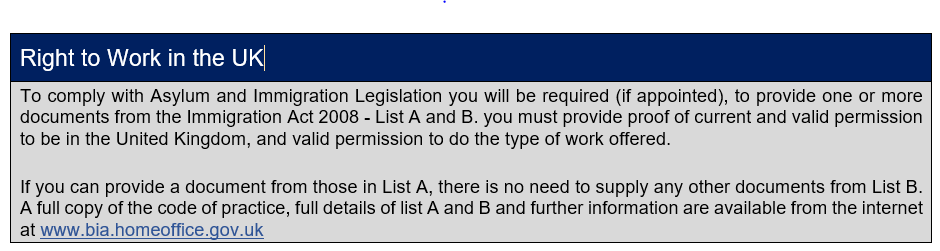 Right to Work in the UK
To comply with Asylum and Immigration Legislation you will be required (if appointed), to provide one or more
documents from the Immigration Act 2008 - List A and B. you must provide proof of current and valid permission
to be in the United Kingdom, and valid permission to do the type of work offered.
If you can provide a document from those in List A, there is no need to supply any other documents from List B.
A full copy of the code of practice, full details of list A and B and further information are available from the internet
at www.bia.homeoffice.gov.uk